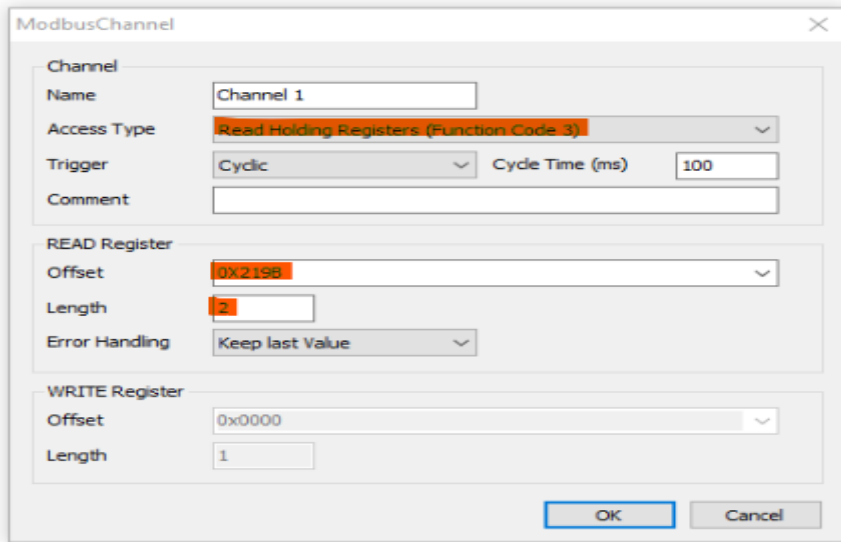 ModbusChannel
Channel
Name Channel 1
Access Type Read Holding Registers (Function Code 3)
Trigger Cyclic Cycle Time (ms) 100
Comment
READ Register
Offset 0X219B
Length 2
Error Handling Keep last Value
WRITE Register
Offset 0x0000
Length 1
OK Cancel